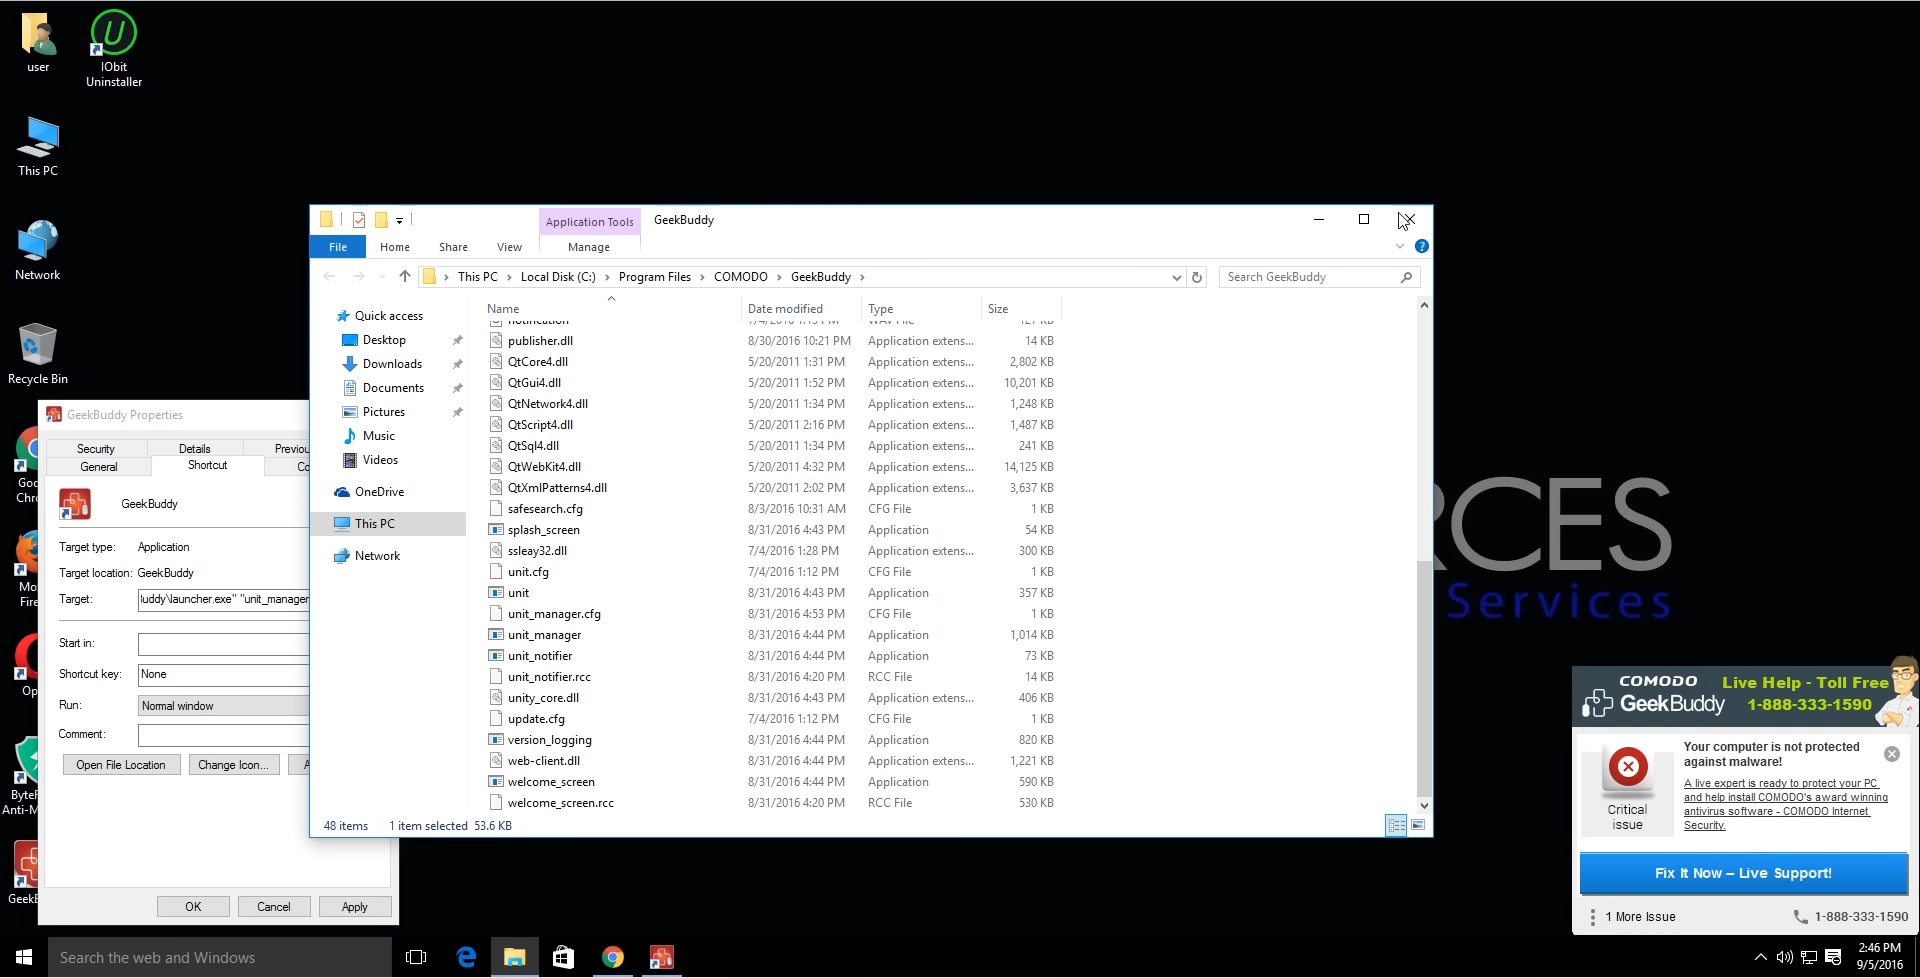 user
IObit
Uninstaller
This PC
Network
Recycle Bin
Application Tools
GeekBuddy
File
Home
Share
View
Manage
This PC
Local Disk (C:)
Program Files
COMODO
GeekBuddy
Search GeekBuddy
Quick access
Desktop
Downloads
Documents
Pictures
Music
Videos
OneDrive
This PC
Network
Name Date modified Type Size
publisher.dll 8/30/2016 10:21 PM Application extens... 14 KB
QtCore4.dll 5/20/2011 1:31 PM Application extens... 2,802 KB
QtGui4.dll 5/20/2011 1:52 PM Application extens... 10,201 KB
QtNetwork4.dll 5/20/2011 1:34 PM Application extens... 1,248 KB
QtScript4.dll 5/20/2011 2:16 PM Application extens... 1,487 KB
QtSql4.dll 5/20/2011 1:34 PM Application extens... 241 KB
QtWebKit4.dll 5/20/2011 4:32 PM Application extens... 14,125 KB
QtXmlPatterns4.dll 5/20/2011 2:02 PM Application extens... 3,637 KB
safesearch.cfg 8/3/2016 10:31 AM CFG File 1 KB
splash_screen 8/31/2016 4:43 PM Application 54 KB
ssleay32.dll 7/4/2016 1:28 PM Application extens... 300 KB
unit.cfg 7/4/2016 1:12 PM CFG File 1 KB
unit 8/31/2016 4:43 PM Application 357 KB
unit_manager.cfg 8/31/2016 4:53 PM CFG File 1 KB
unit_manager 8/31/2016 4:44 PM Application 1,014 KB
unit_notifier 8/31/2016 4:44 PM Application 73 KB
unit_notifier.rcc 8/31/2016 4:20 PM RCC File 14 KB
unity_core.dll 8/31/2016 4:43 PM Application extens... 406 KB
update.cfg 7/4/2016 1:12 PM CFG File 1 KB
version_logging 8/31/2016 4:44 PM Application 820 KB
web-client.dll 8/31/2016 4:44 PM Application extens... 1,221 KB
welcome_screen 8/31/2016 4:44 PM Application 590 KB
welcome_screen.rcc 8/31/2016 4:20 PM RCC File 530 KB
48 items 1 item selected 53.6 KB
GeekBuddy Properties
Security Details Previou
General Shortcut Co
GeekBuddy
Target type: Application
Target location: GeekBuddy
Target: uddy\launcher.exe" "unit_manager
Start in:
Shortcut key: None
Run: Normal window
Comment:
Open File Location Change Icon... A
OK Cancel Apply
Goo
Chr
Mo
Fire
Op
ByteF
Anti-M
GeekB
RCES
Services
COMODO
GeekBuddy
Live Help - Toll Free
1-888-333-1590
Your computer is not protected
against malware!
A live expert is ready to protect your PC
and help install COMODO's award winning
antivirus software - COMODO Internet
Security.
Critical
issue
Fix It Now – Live Support!
1 More Issue 1-888-333-1590
Search the web and Windows
2:46 PM
9/5/2016